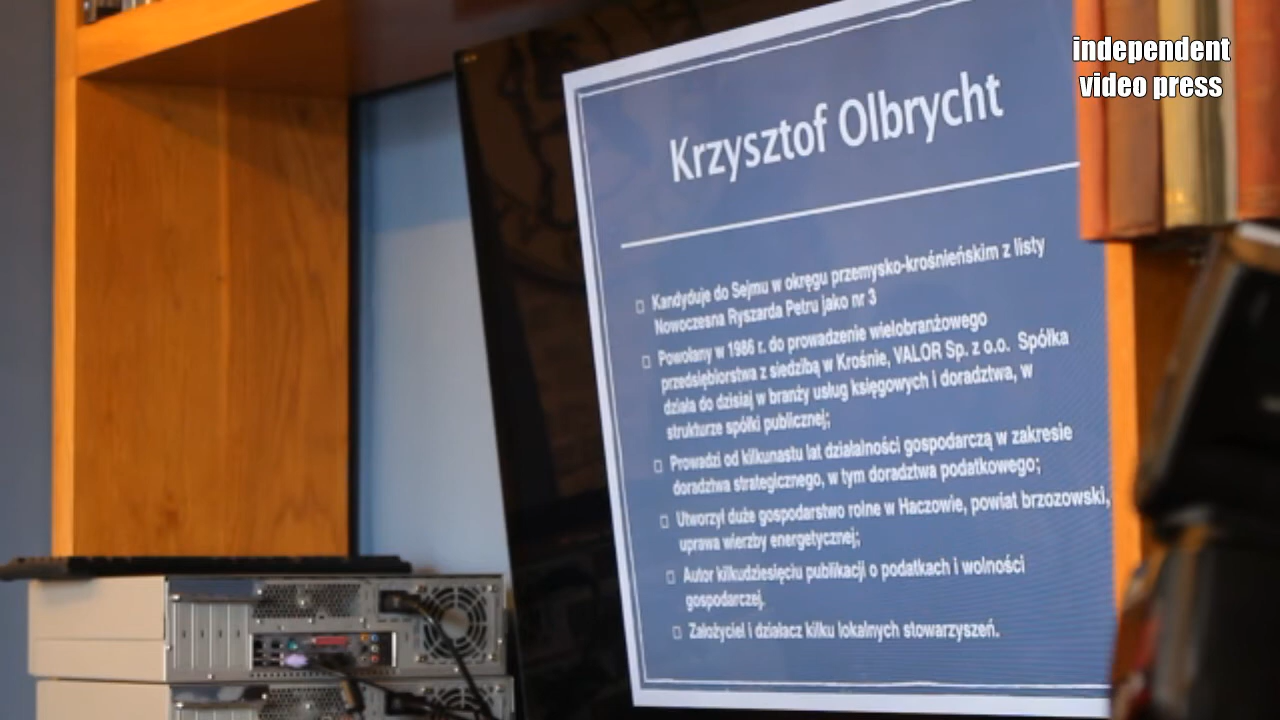 independent
video press
Krzysztof Olbrycht
Kandyduje do Sejmu w okręgu przemysko-krośnieńskim z listy
Nowoczesna Ryszarda Petru jako nr 3
Powołany w 1986 r. do prowadzenie wielobranżowego
przedsiębiorstwa z siedzibą w Krośnie, VALOR Sp. z o.o. Spółka
działa do dzisiaj w branży usług księgowych i doradztwa, w
strukturze spółki publicznej;
Prowadzi od kilkunastu lat działalności gospodarczą w zakresie
doradztwa strategicznego, w tym doradztwa podatkowego;
Utworzył duże gospodarstwo rolne w Haczowie, powiat brzozowski,
uprawa wierzby energetycznej;
Autor kilkudziesięciu publikacji o podatkach i wolności
gospodarczej.
Założyciel i działacz kilku lokalnych stowarzyszeń.